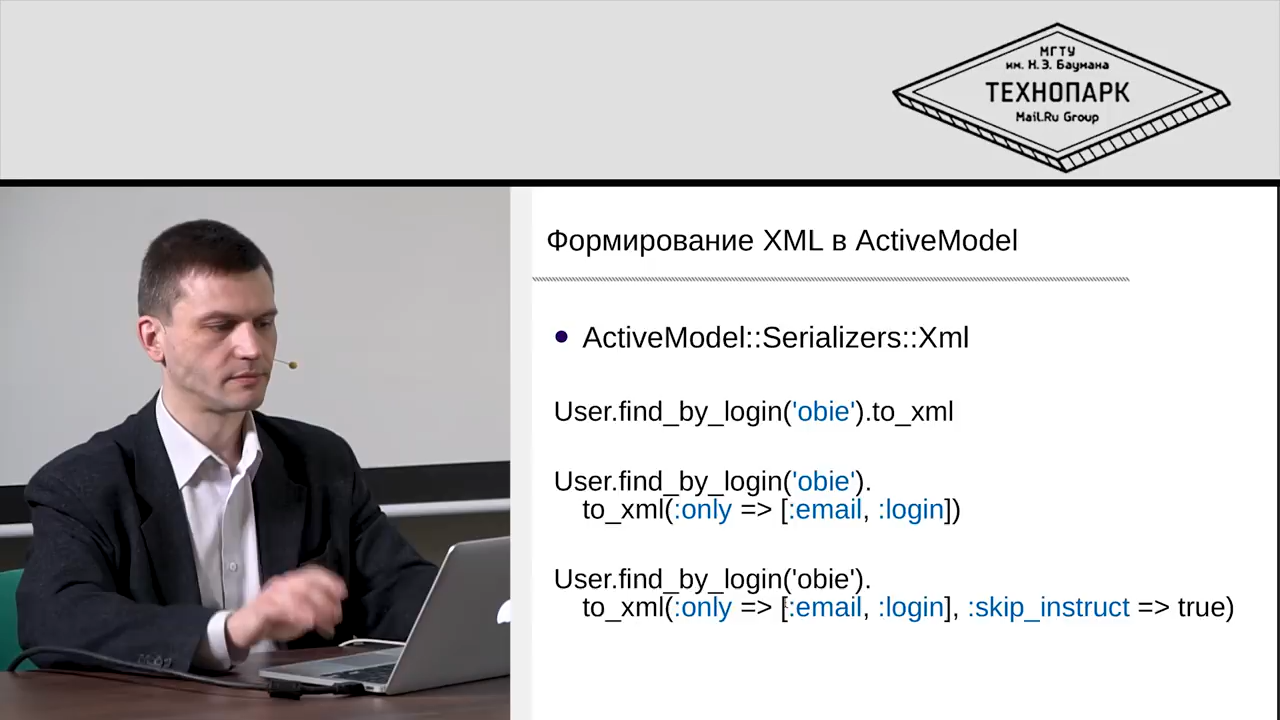 МГТУ
им. Н.Э. Баумана
ТЕХНОПАРК
Mail.Ru Group
Формирование XML в ActiveModel
ActiveModel::Serializers::Xml
User.find_by_login('obie').to_xml
User.find_by_login('obie').
to_xml(:only => [:email, :login])
User.find_by_login('obie').
to_xml(:only => [:email, :login], :skip_instruct => true)